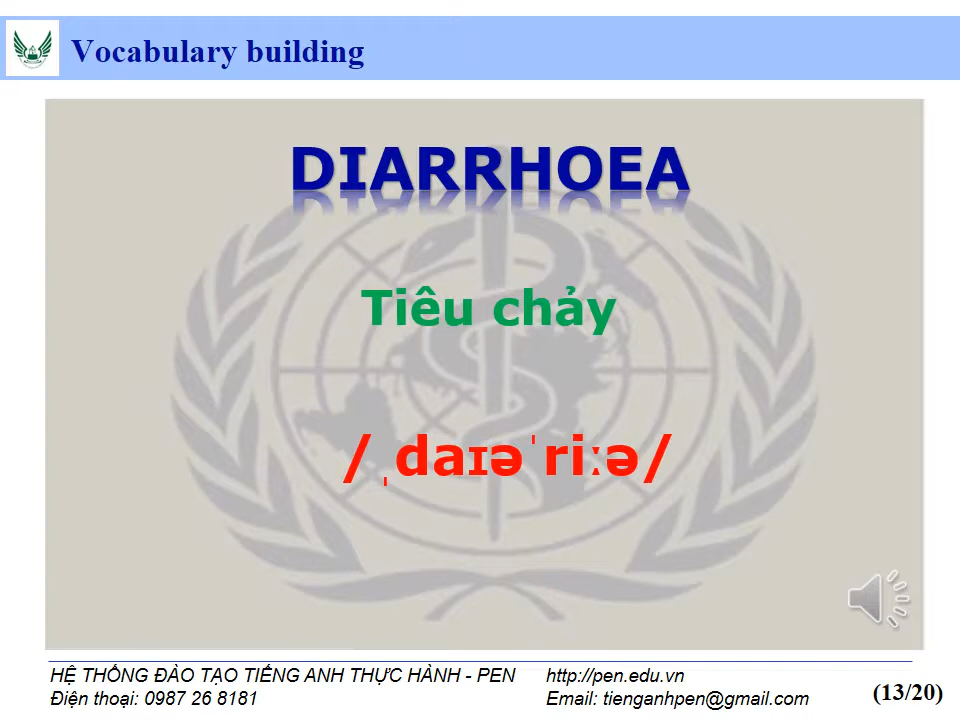 Vocabulary building
DIARRHOEA
Tiêu chảy
/ˌdaɪəˈriːə/
HỆ THỐNG ĐÀO TẠO TIẾNG ANH THỰC HÀNH - PEN
Điện thoại: 0987 26 8181
http://pen.edu.vn
Email: tienganhpen@gmail.com
(13/20)